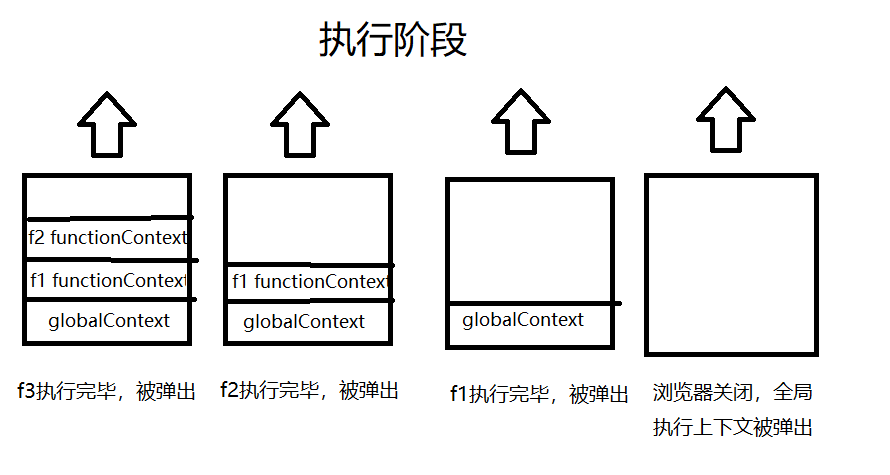 执行阶段
f2 functionContext
f1 functionContext
globalContext
f3执行完毕，被弹出
f1 functionContext
globalContext
f2执行完毕，被弹出
globalContext
f1执行完毕，被弹出
浏览器关闭，全局
执行上下文被弹出